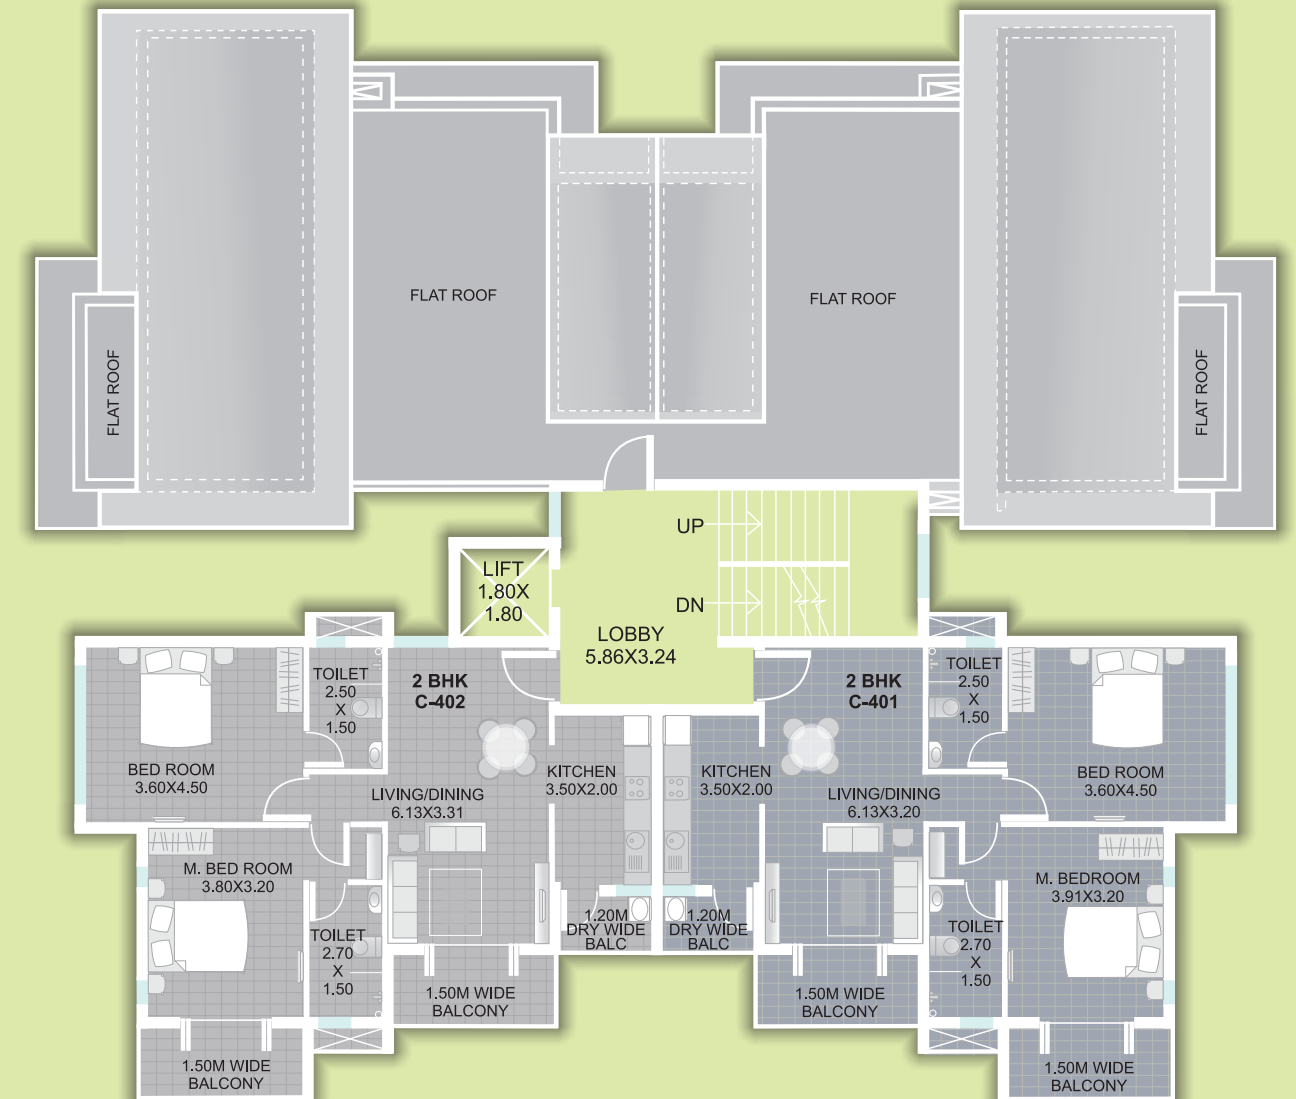 FLAT ROOF
FLAT ROOF
FLAT ROOF
FLAT ROOF
UP
DN
LIFT
1.80X
1.80
LOBBY
5.86X3.24
2 BHK
C-402
TOILET
2.50
X
1.50
BED ROOM
3.60X4.50
LIVING/DINING
6.13X3.31
KITCHEN
3.50X2.00
M. BED ROOM
3.80X3.20
TOILET
2.70
X
1.50
1.20M
DRY WIDE
BALC
1.50M WIDE
BALCONY
1.50M WIDE
BALCONY
2 BHK
C-401
TOILET
2.50
X
1.50
BED ROOM
3.60X4.50
KITCHEN
3.50X2.00
LIVING/DINING
6.13X3.20
M. BEDROOM
3.91X3.20
TOILET
2.70
X
1.50
1.20M
DRY WIDE
BALC
1.50M WIDE
BALCONY
1.50M WIDE
BALCONY